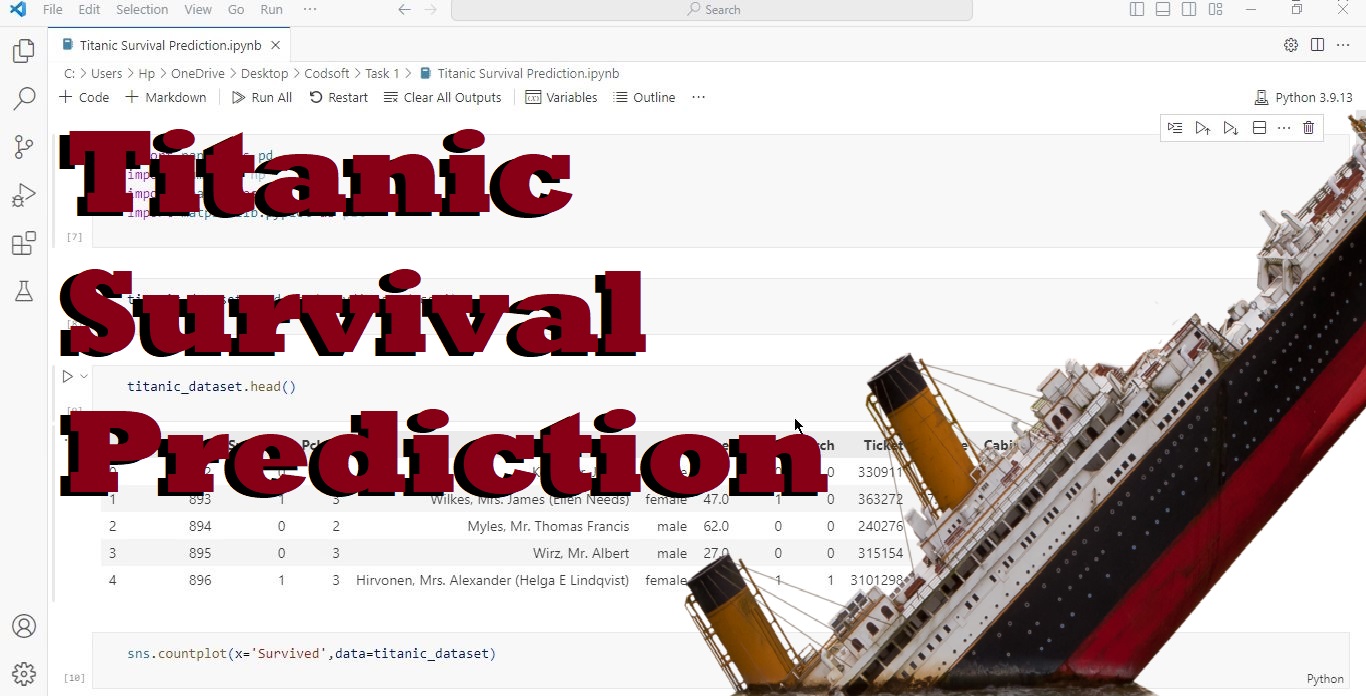 File Edit Selection View Go Run ··· Search
Titanic Survival Prediction.ipynb
C: > Users > Hp > OneDrive > Desktop > Codsoft > Task 1 > Titanic Survival Prediction.ipynb
+ Code + Markdown Run All Restart Clear All Outputs Variables Outline ··· Python 3.9.13
Titanic
[7]
Survival
titanic_dataset.head()
Prediction
Ticket
330911
1 893 1 3 Wilkes, Mrs. James (Ellen Needs) female 47.0 1 0 363272
2 894 0 2 Myles, Mr. Thomas Francis male 62.0 0 0 240276
3 895 0 3 Wirz, Mr. Albert male 27.0 0 0 315154
4 896 1 3 Hirvonen, Mrs. Alexander (Helga E Lindqvist) female 1 1 3101298
sns.countplot(x='Survived',data=titanic_dataset)
[10] Python